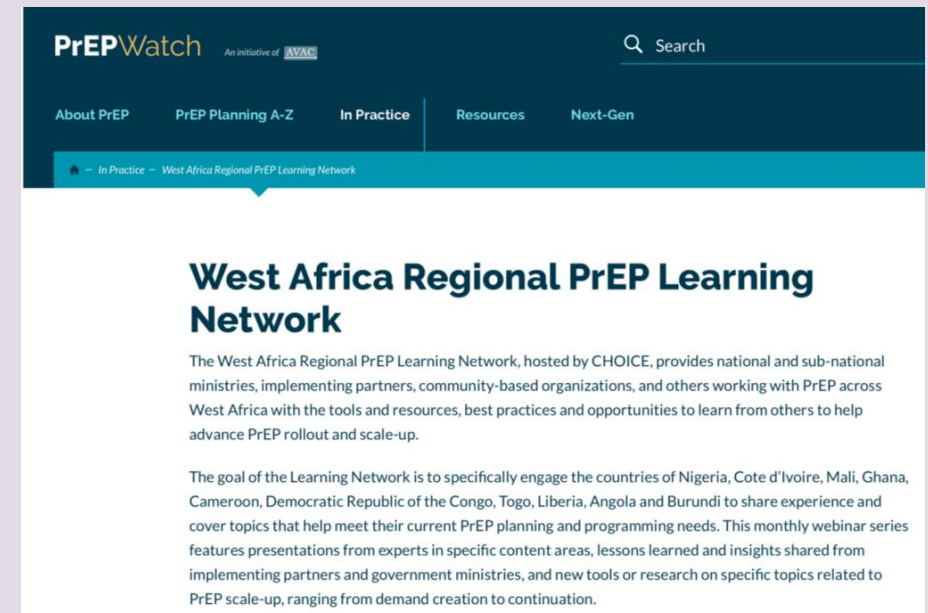 PrEPWatch An initiative of AVAC
Search
About PrEP PrEP Planning A-Z In Practice Resources Next-Gen
– In Practice – West Africa Regional PrEP Learning Network
West Africa Regional PrEP Learning
Network
The West Africa Regional PrEP Learning Network, hosted by CHOICE, provides national and sub-national
ministries, implementing partners, community-based organizations, and others working with PrEP across
West Africa with the tools and resources, best practices and opportunities to learn from others to help
advance PrEP rollout and scale-up.
The goal of the Learning Network is to specifically engage the countries of Nigeria, Cote d'Ivoire, Mali, Ghana,
Cameroon, Democratic Republic of the Congo, Togo, Liberia, Angola and Burundi to share experience and
cover topics that help meet their current PrEP planning and programming needs. This monthly webinar series
features presentations from experts in specific content areas, lessons learned and insights shared from
implementing partners and government ministries, and new tools or research on specific topics related to
PrEP scale-up, ranging from demand creation to continuation.